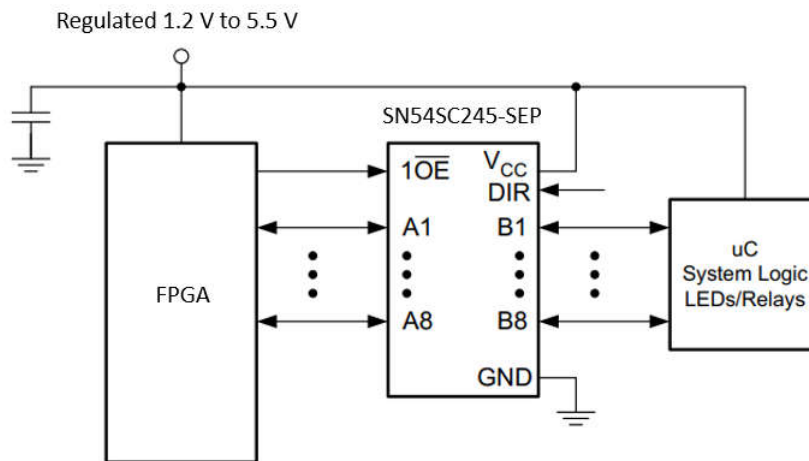 Regulated 1.2 V to 5.5 V
SN54SC245-SEP
1OE
VCC
DIR
A1
B1
FPGA
A8
B8
GND
uC
System Logic
LEDs/Relays